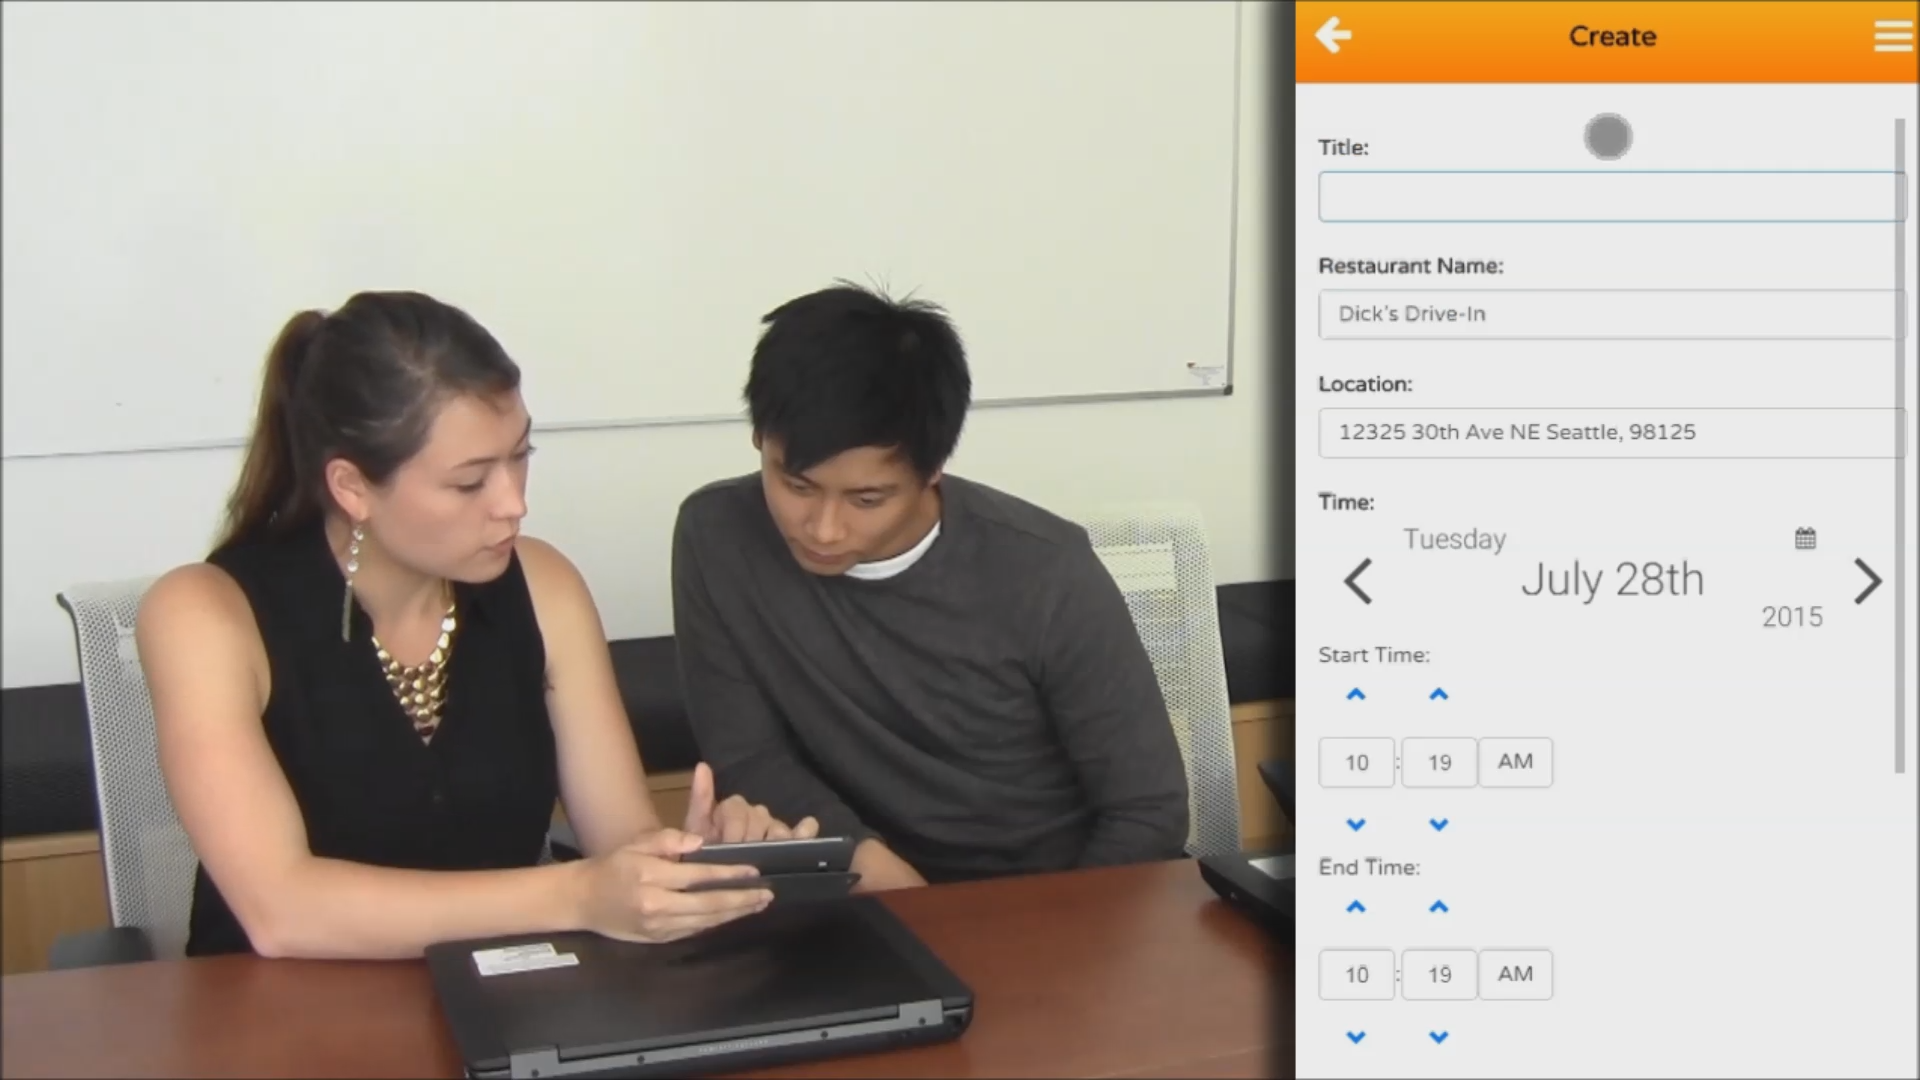 Create
Title:
Restaurant Name:
Dick's Drive-In
Location:
12325 30th Ave NE Seattle, 98125
Time:
Tuesday
July 28th
2015
Start Time:
10 : 19 AM
End Time:
10 : 19 AM